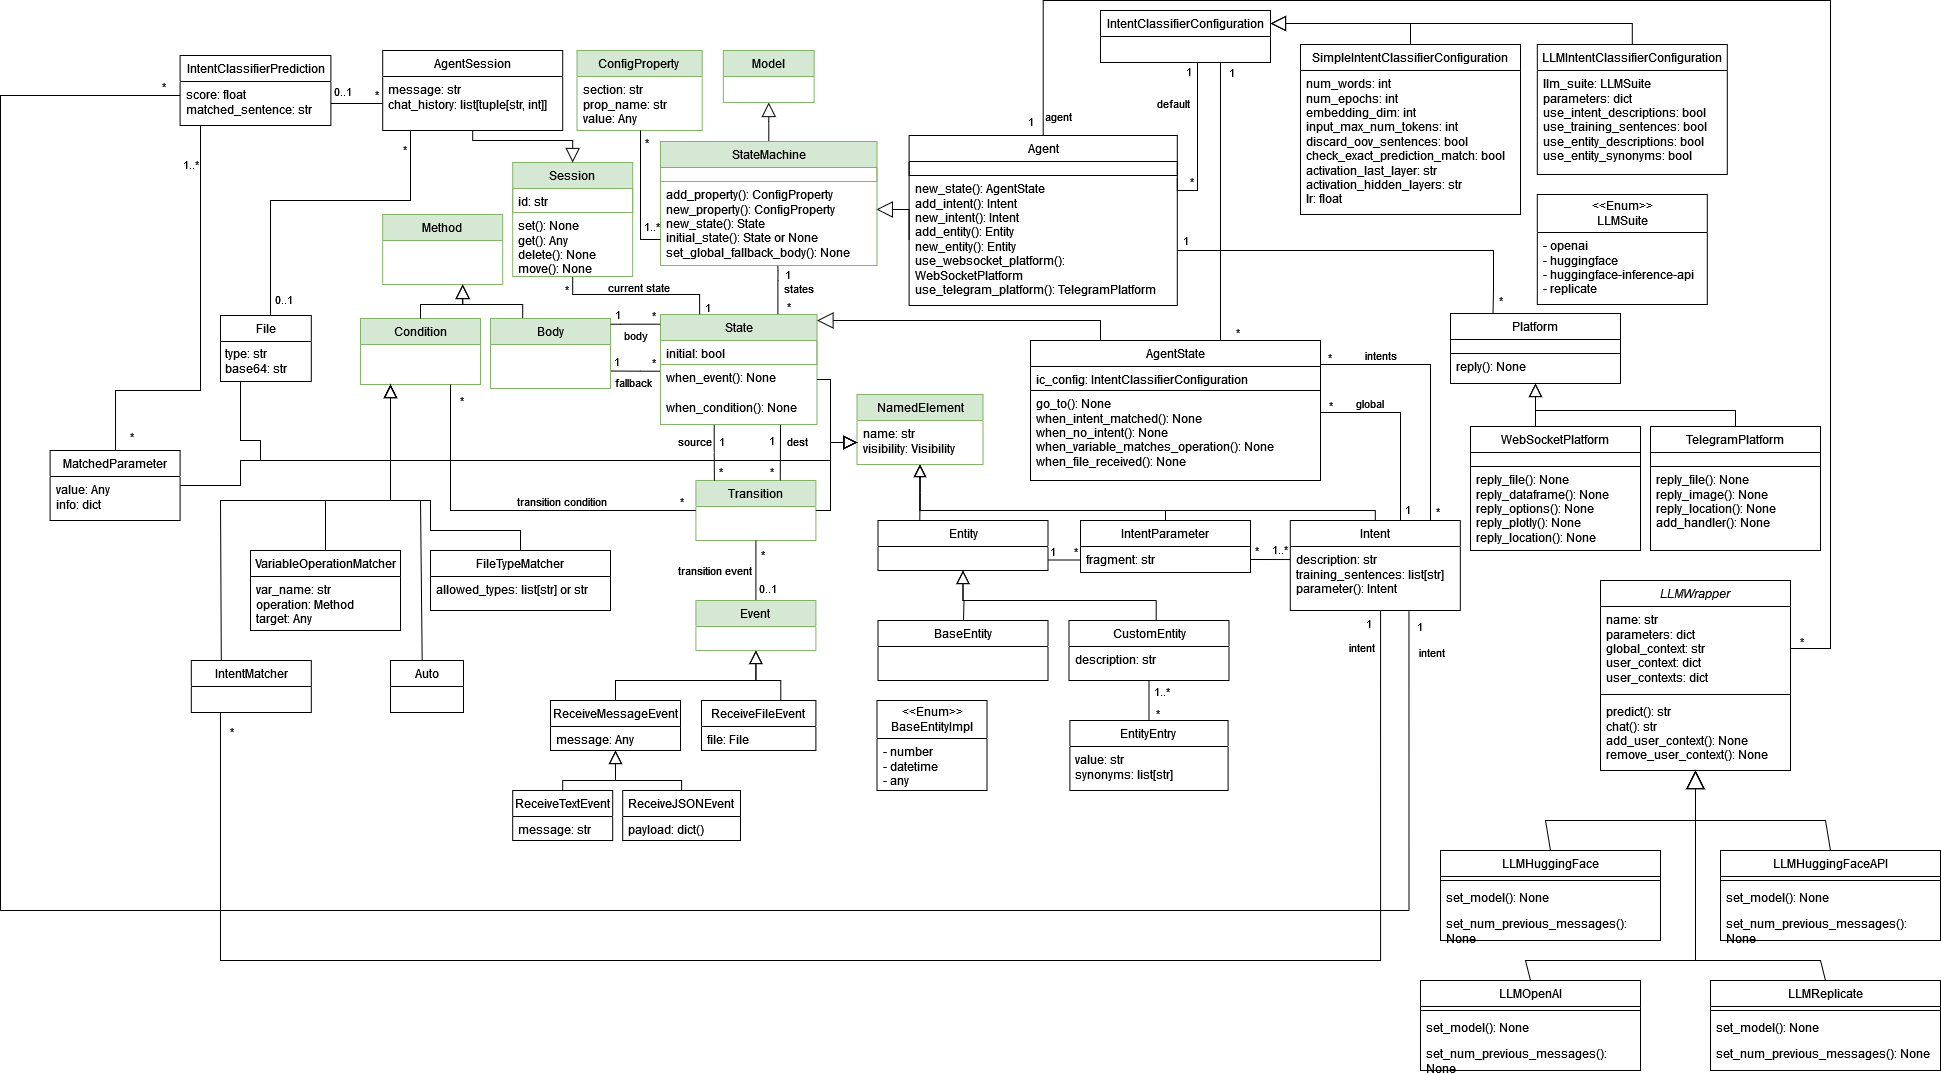 IntentClassifierConfiguration
SimpleIntentClassifierConfiguration
num_words: int
num_epochs: int
embedding_dim: int
input_max_num_tokens: int
discard_oov_sentences: bool
check_exact_prediction_match: bool
activation_last_layer: str
activation_hidden_layers: str
lr: float
LLMIntentClassifierConfiguration
llm_suite: LLMSuite
parameters: dict
use_intent_descriptions: bool
use_training_sentences: bool
use_entity_descriptions: bool
use_entity_synonyms: bool
<<Enum>>
LLMSuite
- openai
- huggingface
- huggingface-inference-api
- replicate
IntentClassifierPrediction
score: float
matched_sentence: str
*
0..1
*
1..*
AgentSession
message: str
chat_history: list[tuple[str, int]]
*
ConfigProperty
section: str
prop_name: str
value: Any
*
1..*
Model
StateMachine
add_property(): ConfigProperty
new_property(): ConfigProperty
new_state(): State
initial_state(): State or None
set_global_fallback_body(): None
1
states
*
1
agent
1
default
*
1
Agent
new_state(): AgentState
add_intent(): Intent
new_intent(): Intent
add_entity(): Entity
new_entity(): Entity
use_websocket_platform():
WebSocketPlatform
use_telegram_platform(): TelegramPlatform
1
*
*
Session
id: str
set(): None
get(): Any
delete(): None
move(): None
*
current state
1
Method
Condition
*
Body
1
*
body
1
*
fallback
State
initial: bool
when_event(): None
when_condition(): None
source
1
1
dest
*
*
File
type: str
base64: str
0..1
MatchedParameter
value: Any
info: dict
*
NamedElement
name: str
visibility: Visibility
AgentState
ic_config: IntentClassifierConfiguration
go_to(): None
when_intent_matched(): None
when_no_intent(): None
when_variable_matches_operation(): None
when_file_received(): None
*
intents
*
global
1
*
Platform
reply(): None
WebSocketPlatform
reply_file(): None
reply_dataframe(): None
reply_options(): None
reply_plotly(): None
reply_location(): None
TelegramPlatform
reply_file(): None
reply_image(): None
reply_location(): None
add_handler(): None
transition condition
*
Transition
*
transition event
0..1
Event
VariableOperationMatcher
var_name: str
operation: Method
target: Any
FileTypeMatcher
allowed_types: list[str] or str
IntentMatcher
*
Auto
ReceiveMessageEvent
message: Any
ReceiveFileEvent
file: File
ReceiveTextEvent
message: str
ReceiveJSONEvent
payload: dict()
Entity
1
*
IntentParameter
fragment: str
*
1..*
Intent
description: str
training_sentences: list[str]
parameter(): Intent
1
intent
1
intent
BaseEntity
CustomEntity
description: str
1..*
*
<<Enum>>
BaseEntityImpl
- number
- datetime
- any
EntityEntry
value: str
synonyms: list[str]
LLMWrapper
name: str
parameters: dict
global_context: str
user_context: dict
user_contexts: dict
predict(): str
chat(): str
add_user_context(): None
remove_user_context(): None
*
LLMHuggingFace
set_model(): None
set_num_previous_messages():
None
LLMHuggingFaceAPI
set_model(): None
set_num_previous_messages():
None
LLMOpenAI
set_model(): None
set_num_previous_messages():
None
LLMReplicate
set_model(): None
set_num_previous_messages(): None